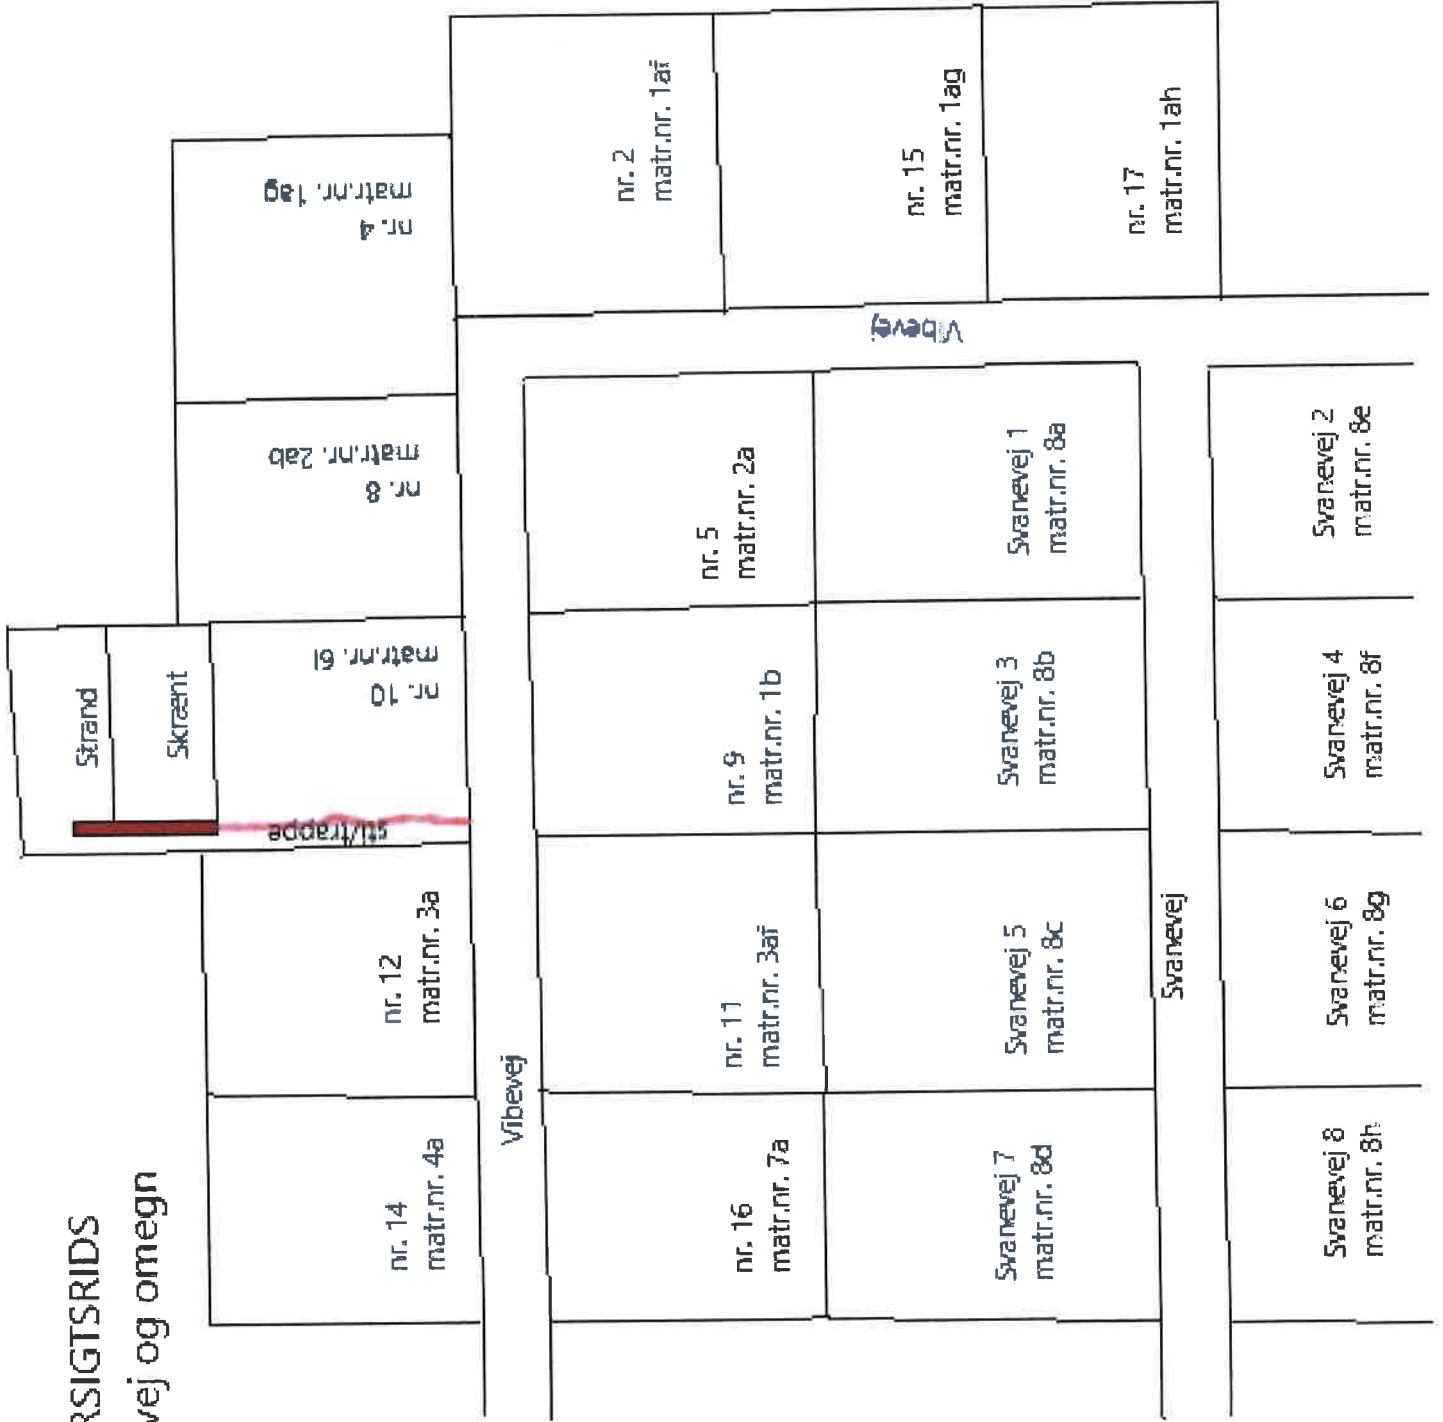 RSIGTSRIDS
vej og omegn
nr. 14
matr.nr. 4a
nr. 12
matr.nr. 3a
sti/trappe
Strand
Skrænt
nr. 10
matr.nr. 6l
nr. 8
matr.nr. 2ab
nr. 4
matr.nr. 1ag
Vibevej
nr. 16
matr.nr. 7a
nr. 11
matr.nr. 3af
nr. 9
matr.nr. 1b
nr. 5
matr.nr. 2a
Vibevej
nr. 2
matr.nr. 1af
nr. 15
matr.nr. 1ag
nr. 17
matr.nr. 1ah
Svanevej 7
matr.nr. 8d
Svanevej 5
matr.nr. 8c
Svanevej 3
matr.nr. 8b
Svanevej 1
matr.nr. 8a
Svanevej
Svanevej 8
matr.nr. 8h
Svanevej 6
matr.nr. 8g
Svanevej 4
matr.nr. 8f
Svanevej 2
matr.nr. 8e